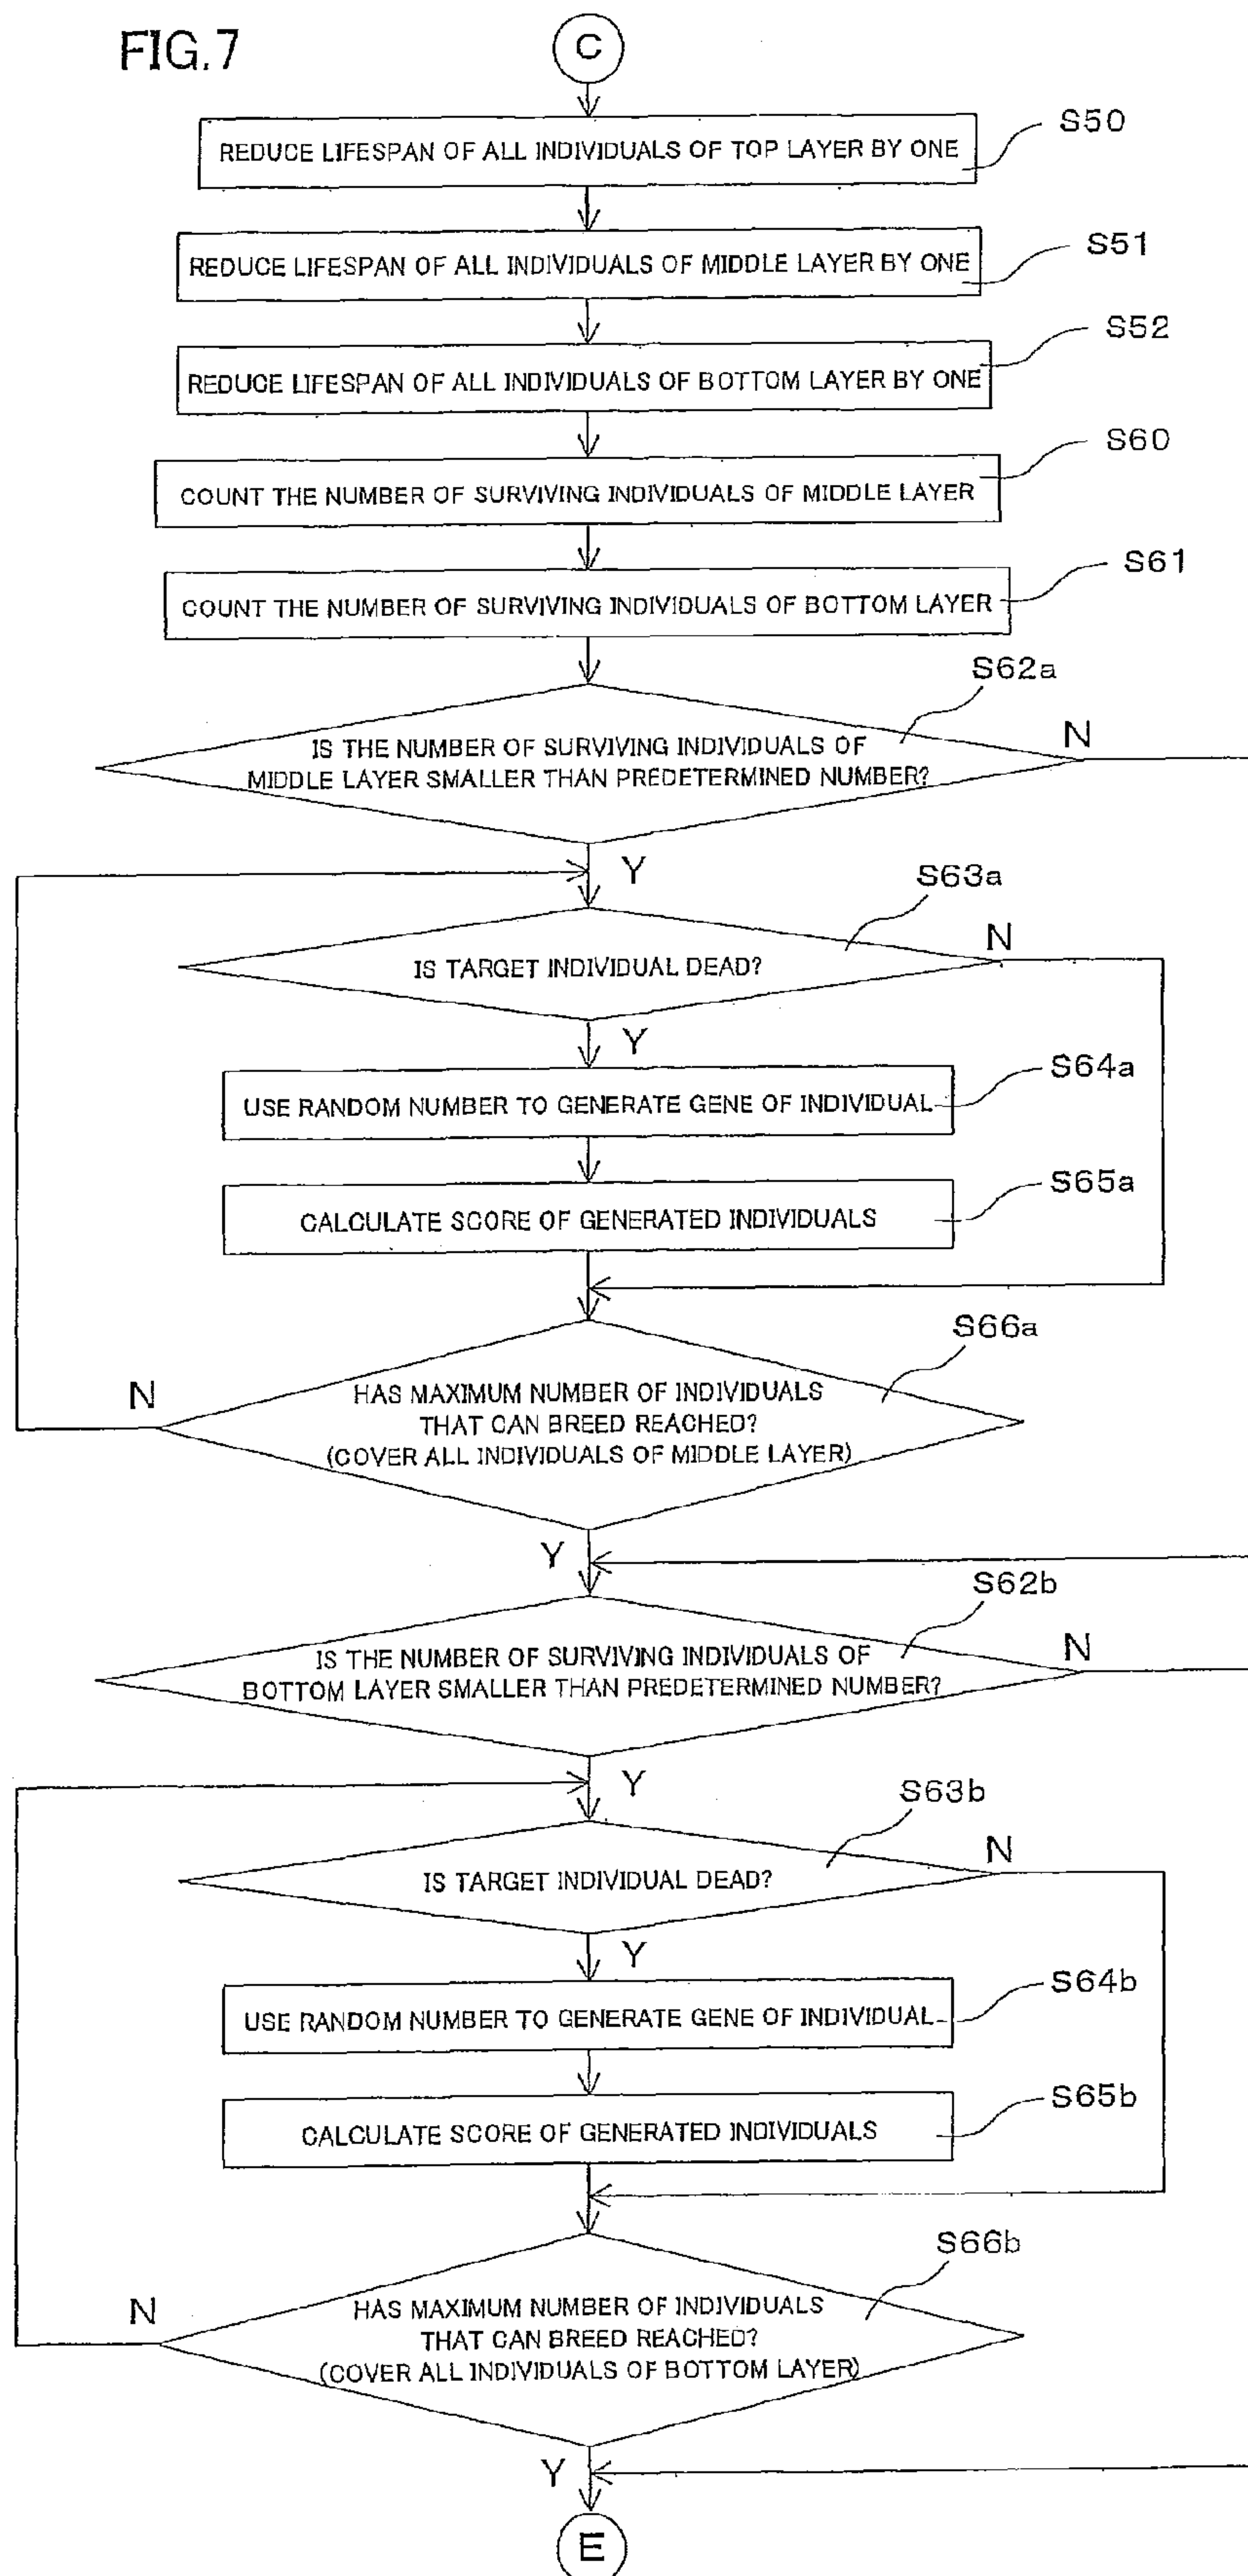 FIG.7
C
REDUCE LIFESPAN OF ALL INDIVIDUALS OF TOP LAYER BY ONE
S50
REDUCE LIFESPAN OF ALL INDIVIDUALS OF MIDDLE LAYER BY ONE
S51
REDUCE LIFESPAN OF ALL INDIVIDUALS OF BOTTOM LAYER BY ONE
S52
COUNT THE NUMBER OF SURVIVING INDIVIDUALS OF MIDDLE LAYER
S60
COUNT THE NUMBER OF SURVIVING INDIVIDUALS OF BOTTOM LAYER
S61
S62a
IS THE NUMBER OF SURVIVING INDIVIDUALS OF
MIDDLE LAYER SMALLER THAN PREDETERMINED NUMBER?
N
Y
S63a
IS TARGET INDIVIDUAL DEAD?
N
Y
USE RANDOM NUMBER TO GENERATE GENE OF INDIVIDUAL
S64a
CALCULATE SCORE OF GENERATED INDIVIDUALS
S65a
S66a
HAS MAXIMUM NUMBER OF INDIVIDUALS
THAT CAN BREED REACHED?
(COVER ALL INDIVIDUALS OF MIDDLE LAYER)
N
Y
S62b
IS THE NUMBER OF SURVIVING INDIVIDUALS OF
BOTTOM LAYER SMALLER THAN PREDETERMINED NUMBER?
N
Y
S63b
IS TARGET INDIVIDUAL DEAD?
N
Y
USE RANDOM NUMBER TO GENERATE GENE OF INDIVIDUAL
S64b
CALCULATE SCORE OF GENERATED INDIVIDUALS
S65b
S66b
HAS MAXIMUM NUMBER OF INDIVIDUALS
THAT CAN BREED REACHED?
(COVER ALL INDIVIDUALS OF BOTTOM LAYER)
N
Y
E